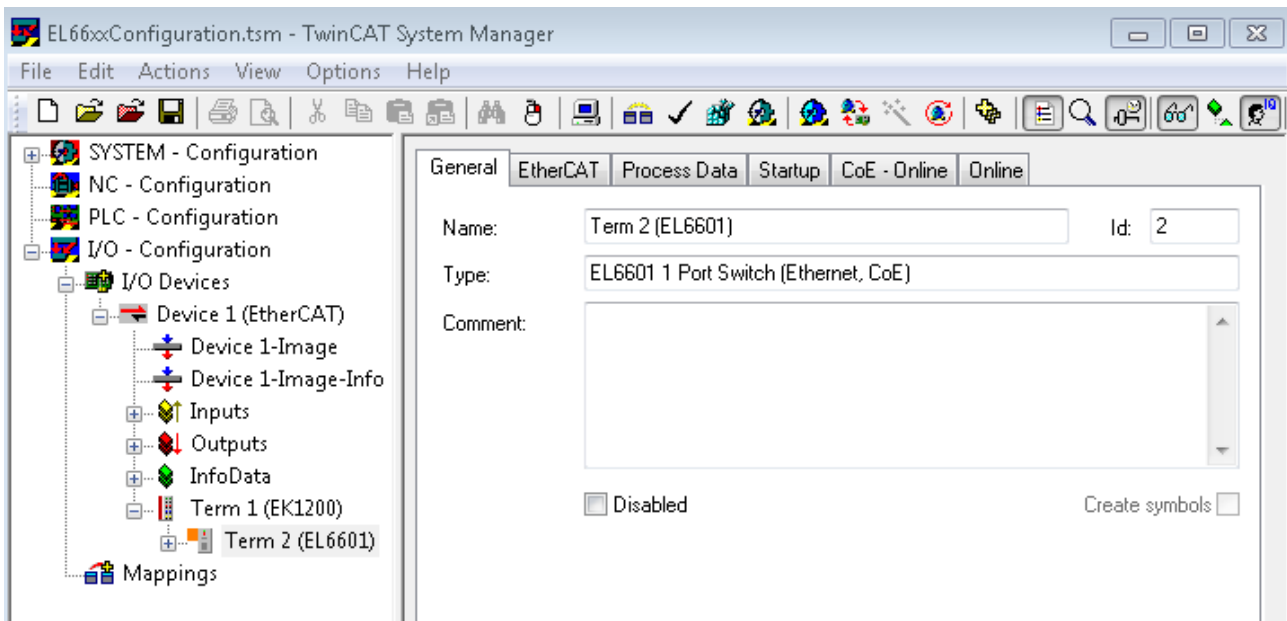 EL66xxConfiguration.tsm - TwinCAT System Manager
File Edit Actions View Options Help
SYSTEM - Configuration
NC - Configuration
PLC - Configuration
I/O - Configuration
I/O Devices
Device 1 (EtherCAT)
Device 1-Image
Device 1-Image-Info
Inputs
Outputs
InfoData
Term 1 (EK1200)
Term 2 (EL6601)
Mappings
General EtherCAT Process Data Startup CoE - Online Online
Name: Term 2 (EL6601) Id: 2
Type: EL6601 1 Port Switch (Ethernet, CoE)
Comment:
Disabled Create symbols